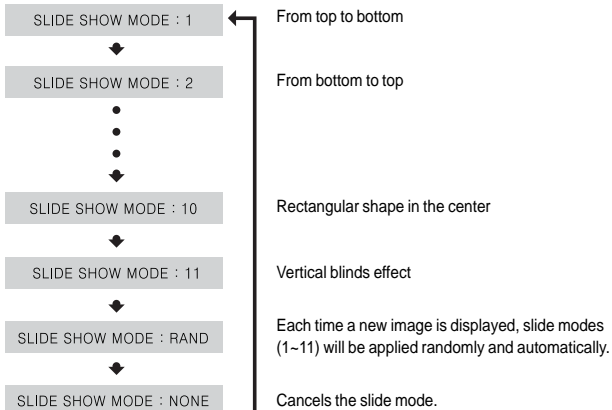 SLIDE SHOW MODE : 1
From top to bottom
SLIDE SHOW MODE : 2
From bottom to top
SLIDE SHOW MODE : 10
Rectangular shape in the center
SLIDE SHOW MODE : 11
Vertical blinds effect
SLIDE SHOW MODE : RAND
Each time a new image is displayed, slide modes
(1~11) will be applied randomly and automatically.
SLIDE SHOW MODE : NONE
Cancels the slide mode.